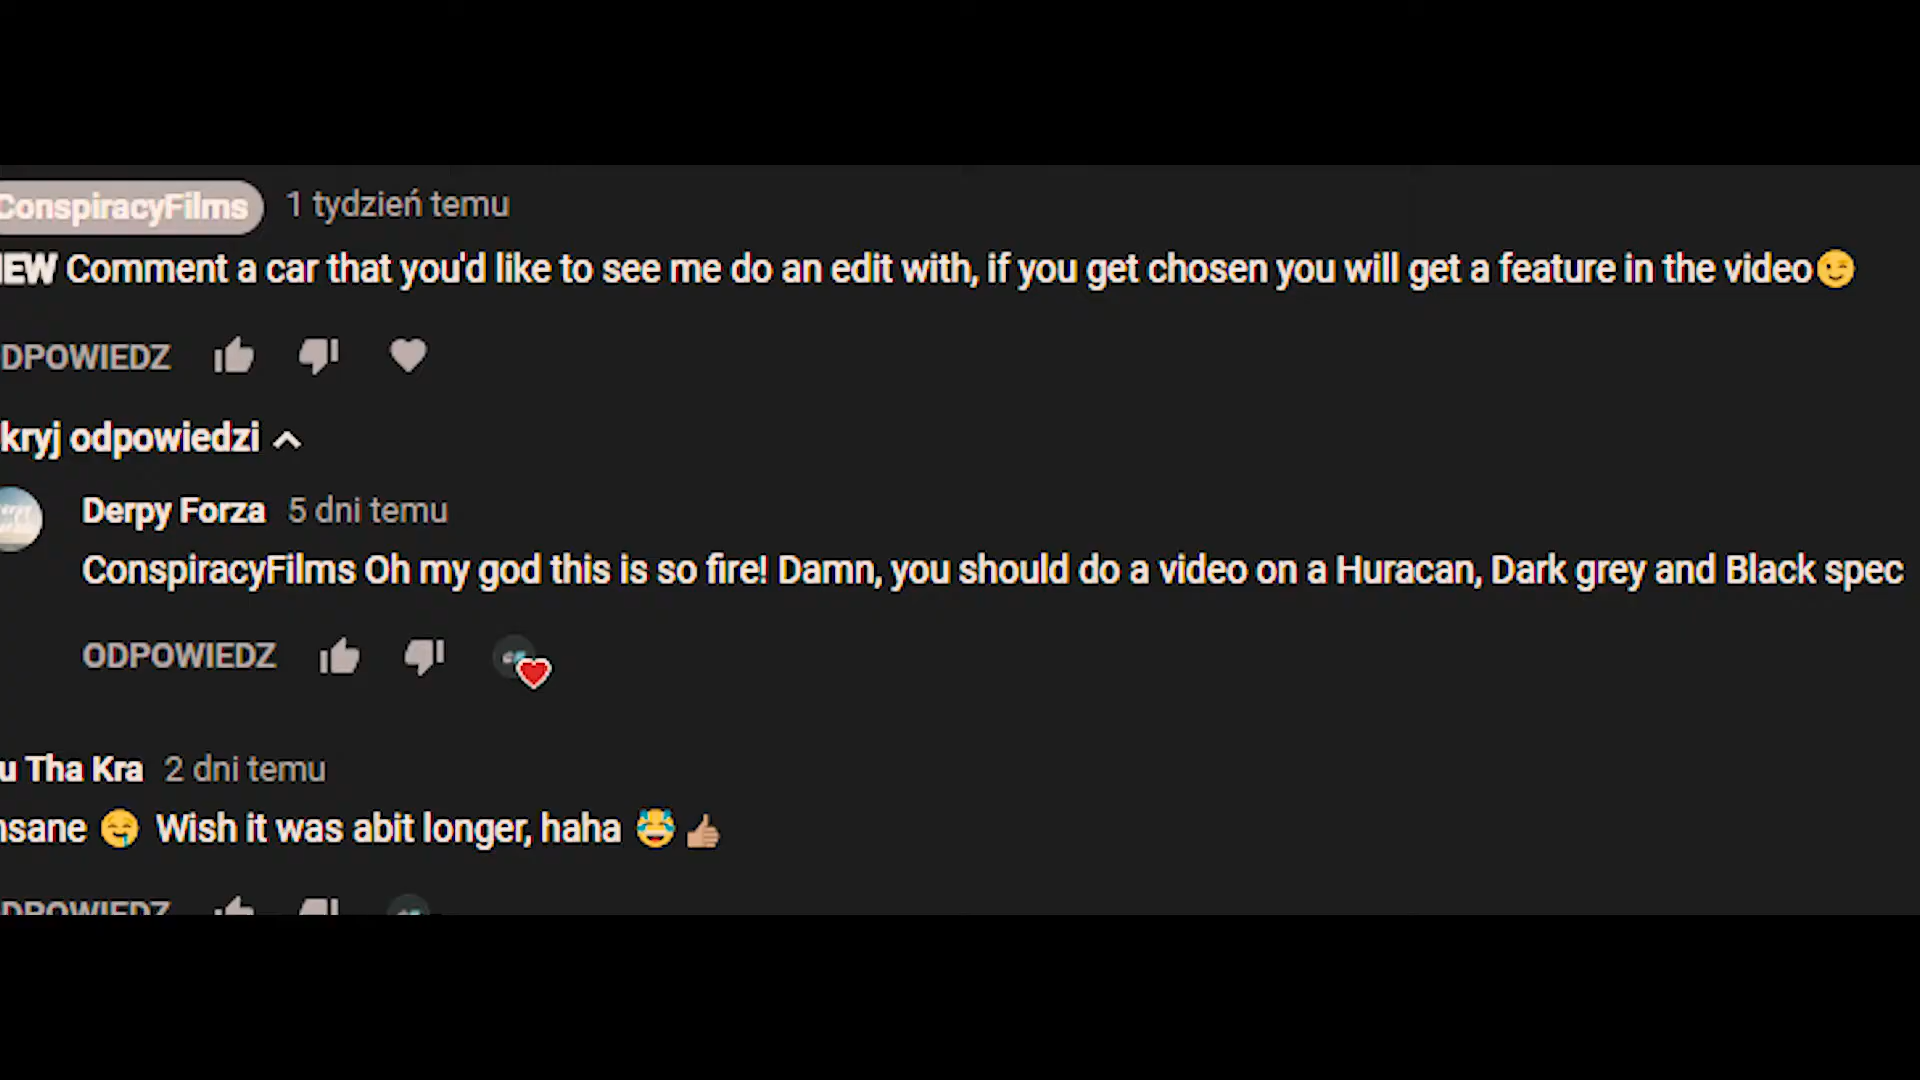 ConspiracyFilms 1 tydzień temu
EW Comment a car that you'd like to see me do an edit with, if you get chosen you will get a feature in the video😉
DPOWIEDZ
kryj odpowiedzi
Derpy Forza 5 dni temu
ConspiracyFilms Oh my god this is so fire! Damn, you should do a video on a Huracan, Dark grey and Black spec
ODPOWIEDZ
u Tha Kra 2 dni temu
nsane 🤤 Wish it was abit longer, haha 😹👍🏽
DPOWIEDZ